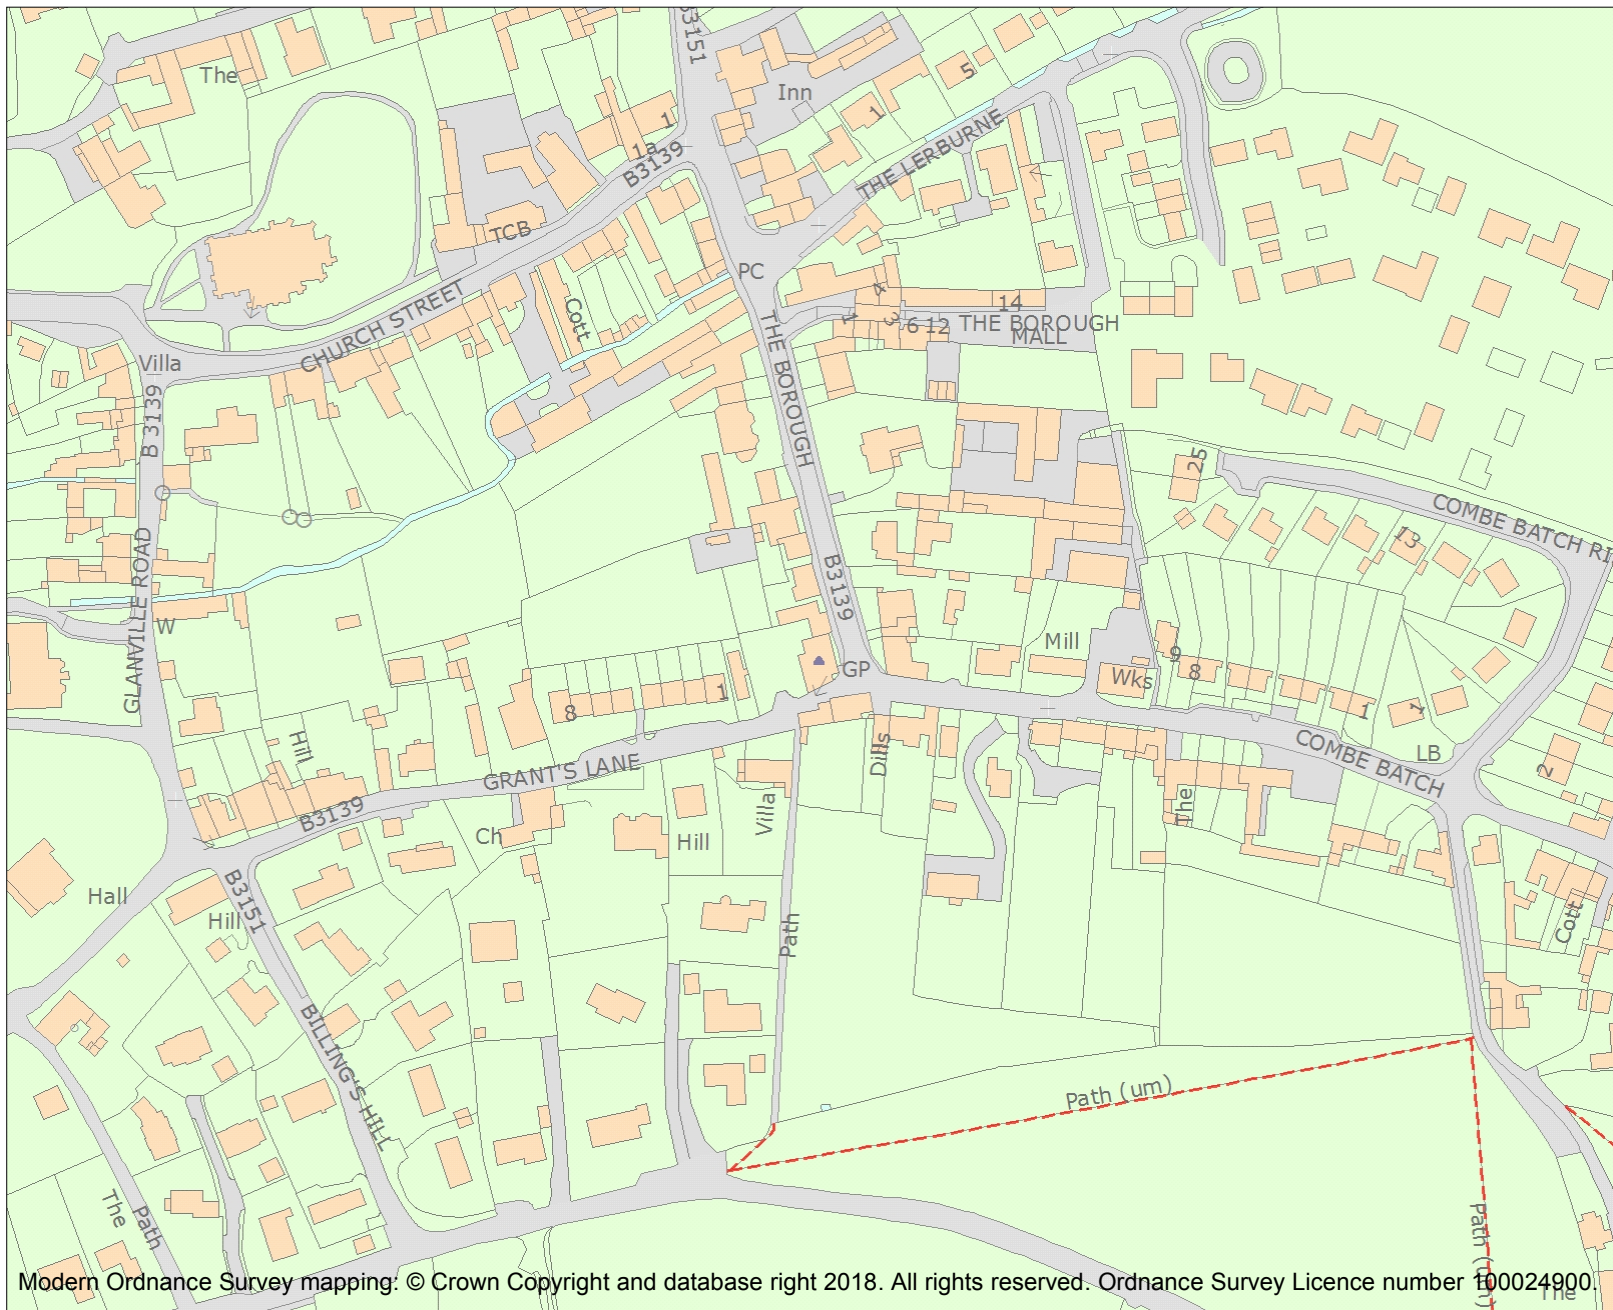 B3151
The
Inn
5
1
1
1a
B3139
THE LERBURNE
TCB
PC
4
14
CHURCH STREET
Cott
1
3
6
12
THE BOROUGH
MALL
Villa
THE BOROUGH
B 3139
25
COMBE BATCH RI
13
GLANVILLE ROAD
B3139
W
Mill
9
GP
8
Wks
1
8
1
1
Hill
Dills
LB
COMBE BATCH
2
GRANT'S LANE
B3139
Villa
The
Ch
Hill
Hall
B3151
Hill
Path
Cott
BILLING'S HILL
Path (um)
The
Path
Path (um)
The
Modern Ordnance Survey mapping: © Crown Copyright and database right 2018. All rights reserved. Ordnance Survey Licence number 100024900.